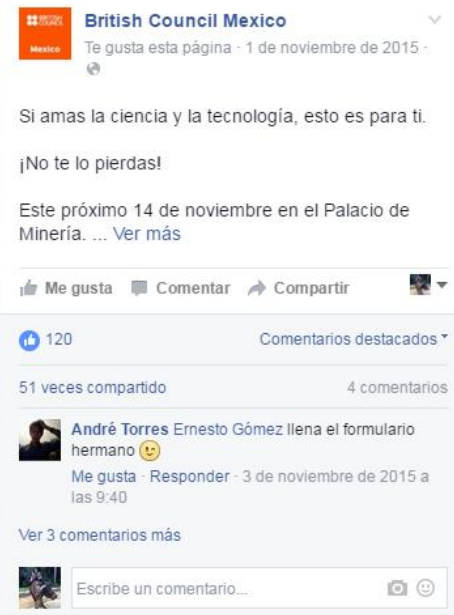 BRITISH COUNCIL
Mexico
British Council Mexico
Te gusta esta página · 1 de noviembre de 2015 ·
Si amas la ciencia y la tecnología, esto es para ti.
¡No te lo pierdas!
Este próximo 14 de noviembre en el Palacio de
Minería. ... Ver más
Me gusta Comentar Compartir
120 Comentarios destacados
51 veces compartido 4 comentarios
André Torres Ernesto Gómez llena el formulario
hermano
Me gusta · Responder · 3 de noviembre de 2015 a
las 9:40
Ver 3 comentarios más
Escribe un comentario...